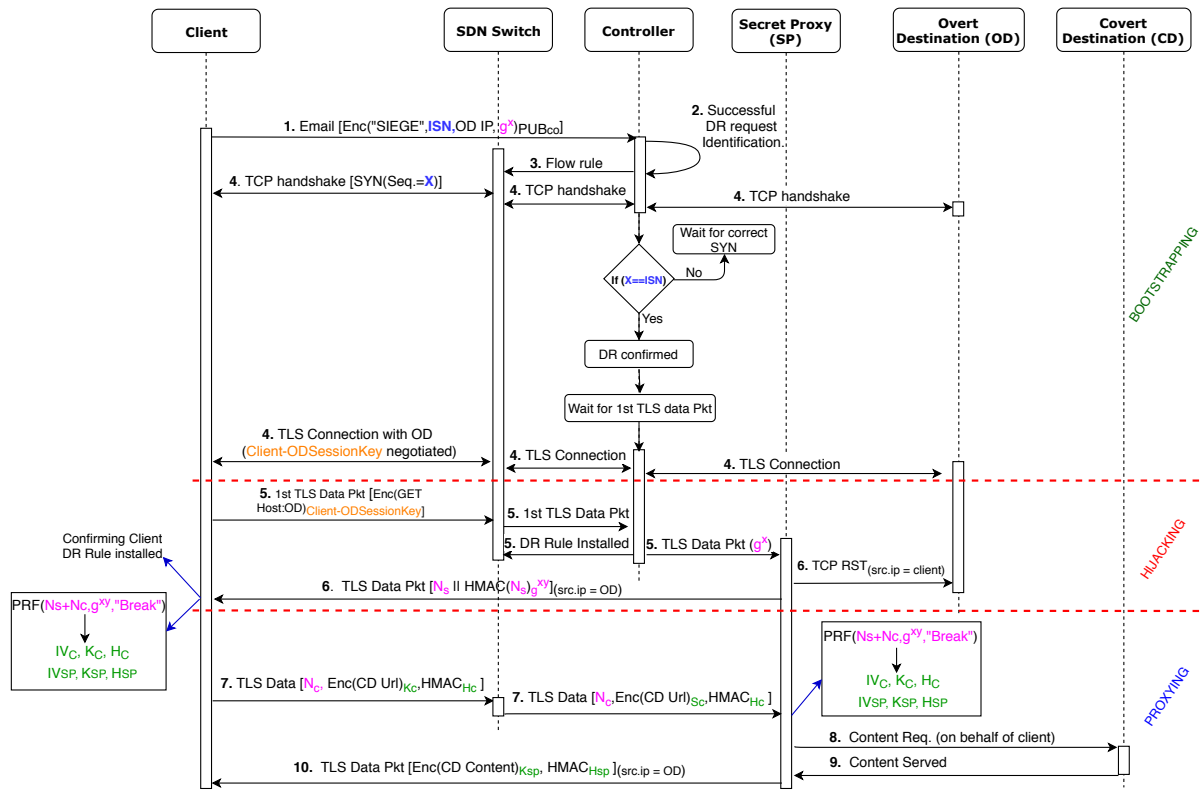 Client
SDN Switch
Controller
Secret Proxy
(SP)
Overt
Destination (OD)
Covert
Destination (CD)
1. Email [Enc("SIEGE",ISN,OD IP, g^x)PUBco]
2. Successful
DR request
Identification.
3. Flow rule
4. TCP handshake [SYN(Seq.=X)]
4. TCP handshake
4. TCP handshake
Wait for correct
SYN
If (X==ISN)
No
Yes
DR confirmed
Wait for 1st TLS data Pkt
BOOTSTRAPPING
4. TLS Connection with OD
(Client-ODSessionKey negotiated)
4. TLS Connection
4. TLS Connection
5. 1st TLS Data Pkt [Enc(GET
Host:OD)Client-ODSessionKey]
5. 1st TLS Data Pkt
5. DR Rule Installed
5. TLS Data Pkt (g^x)
Confirming Client
DR Rule installed
6. TCP RST(src.ip = client)
6. TLS Data Pkt [Ns II HMAC(Ns)g^xy](src.ip = OD)
HIJACKING
PRF(Ns+Nc,g^xy,"Break")
IVC, KC, HC
IVSP, KSP, HSP
PRF(Ns+Nc,g^xy,"Break")
IVC, KC, HC
IVSP, KSP, HSP
7. TLS Data [Nc, Enc(CD Url)Kc,HMACHc]
7. TLS Data [Nc,Enc(CD Url)Sc,HMACHc ]
8. Content Req. (on behalf of client)
9. Content Served
10. TLS Data Pkt [Enc(CD Content)Ksp, HMACHsp ](src.ip = OD)
PROXYING